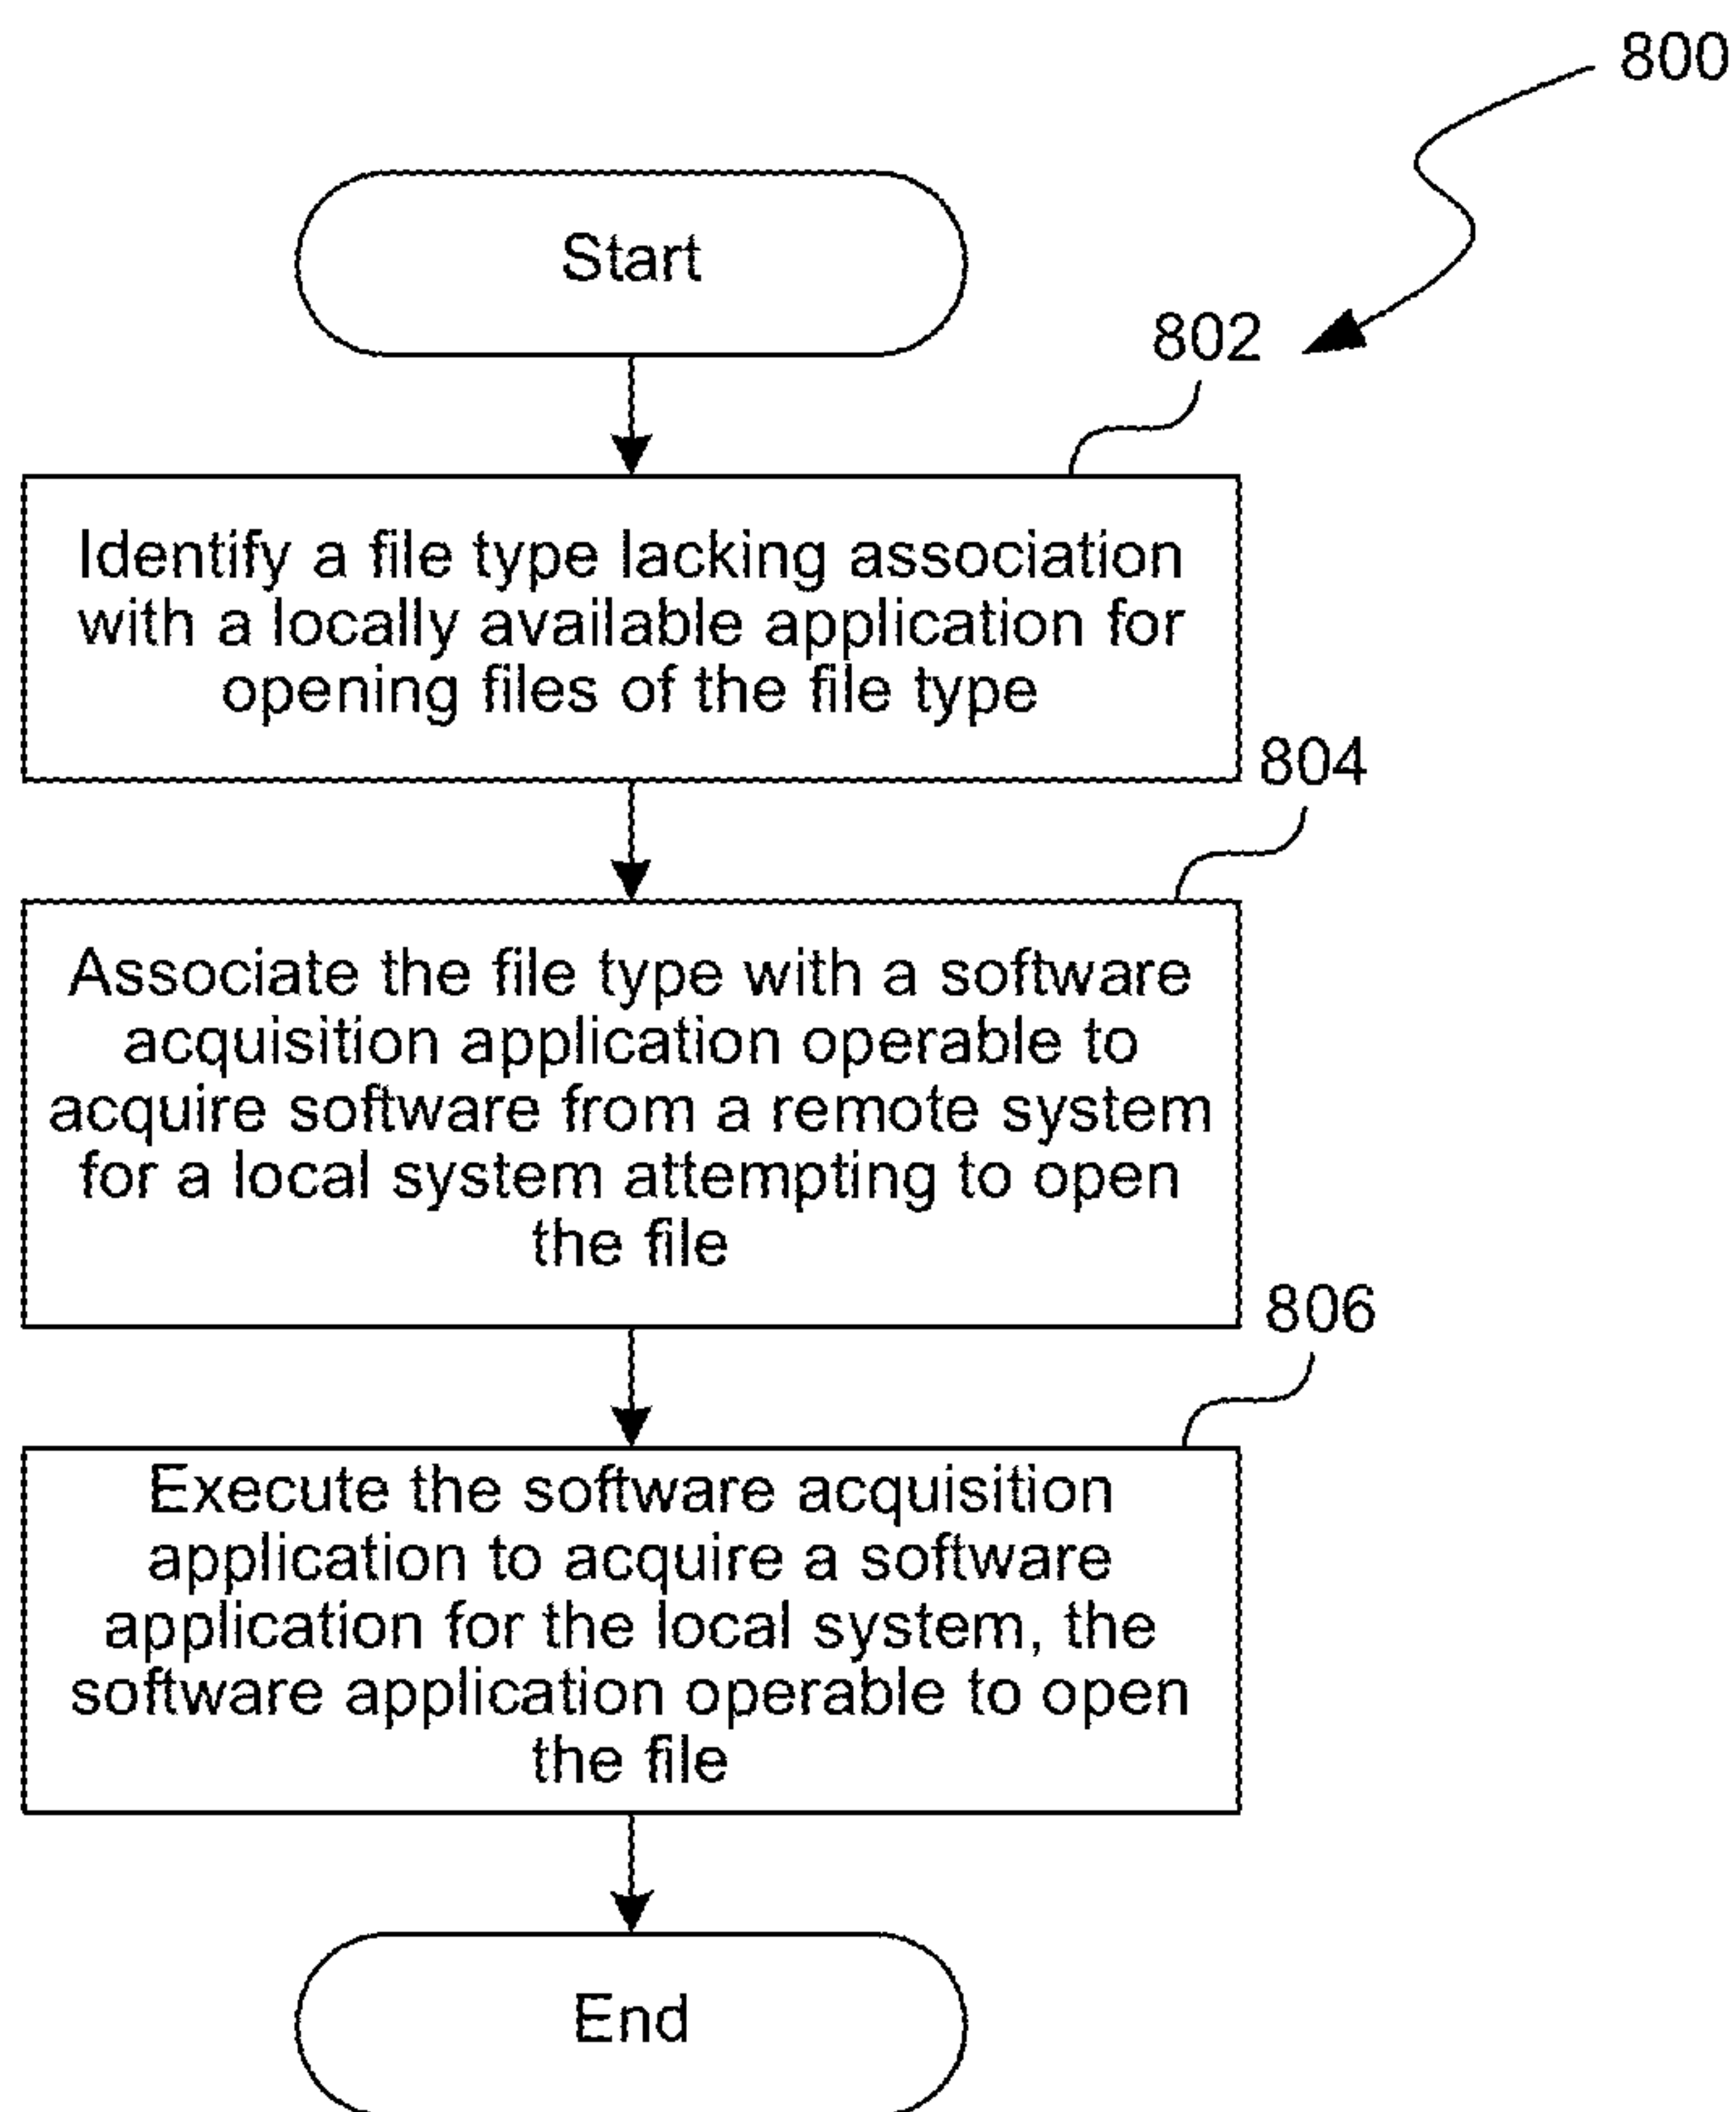 800
Start
802
Identify a file type lacking association
with a locally available application for
opening files of the file type
804
Associate the file type with a software
acquisition application operable to
acquire software from a remote system
for a local system attempting to open
the file
806
Execute the software acquisition
application to acquire a software
application for the local system, the
software application operable to open
the file
End